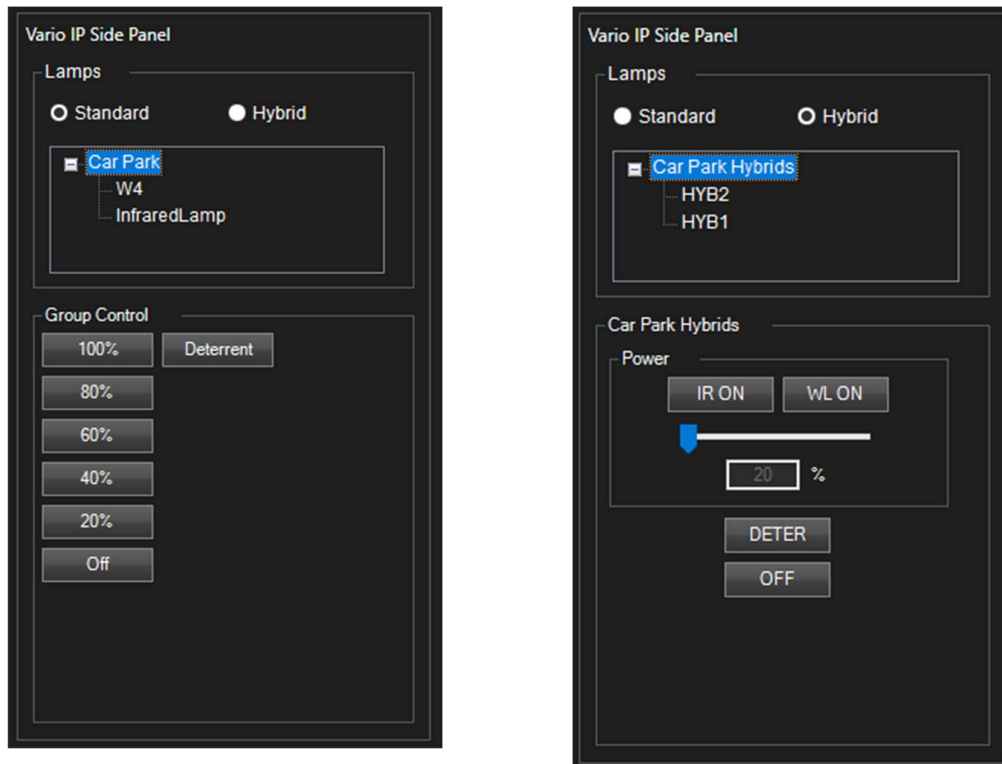 Vario IP Side Panel
Lamps
Standard Hybrid
Car Park
W4
InfraredLamp
Group Control
100% Deterrent
80%
60%
40%
20%
Off
Vario IP Side Panel
Lamps
Standard Hybrid
Car Park Hybrids
HYB2
HYB1
Car Park Hybrids
Power
IR ON WL ON
20 %
DETER
OFF